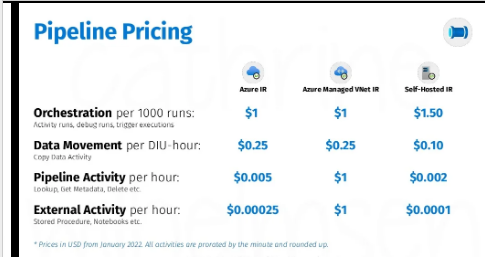 Pipeline Pricing
Azure IR Azure Managed VNet IR Self-Hosted IR
Orchestration per 1000 runs: $1 $1 $1.50
Activity runs, debug runs, trigger executions
Data Movement per DIU-hour: $0.25 $0.25 $0.10
Copy Data Activity
Pipeline Activity per hour: $0.005 $1 $0.002
Lookup, Get Metadata, Delete etc.
External Activity per hour: $0.00025 $1 $0.0001
Stored Procedure, Notebooks etc.
* Prices in USD from January 2022. All activities are prorated by the minute and rounded up.